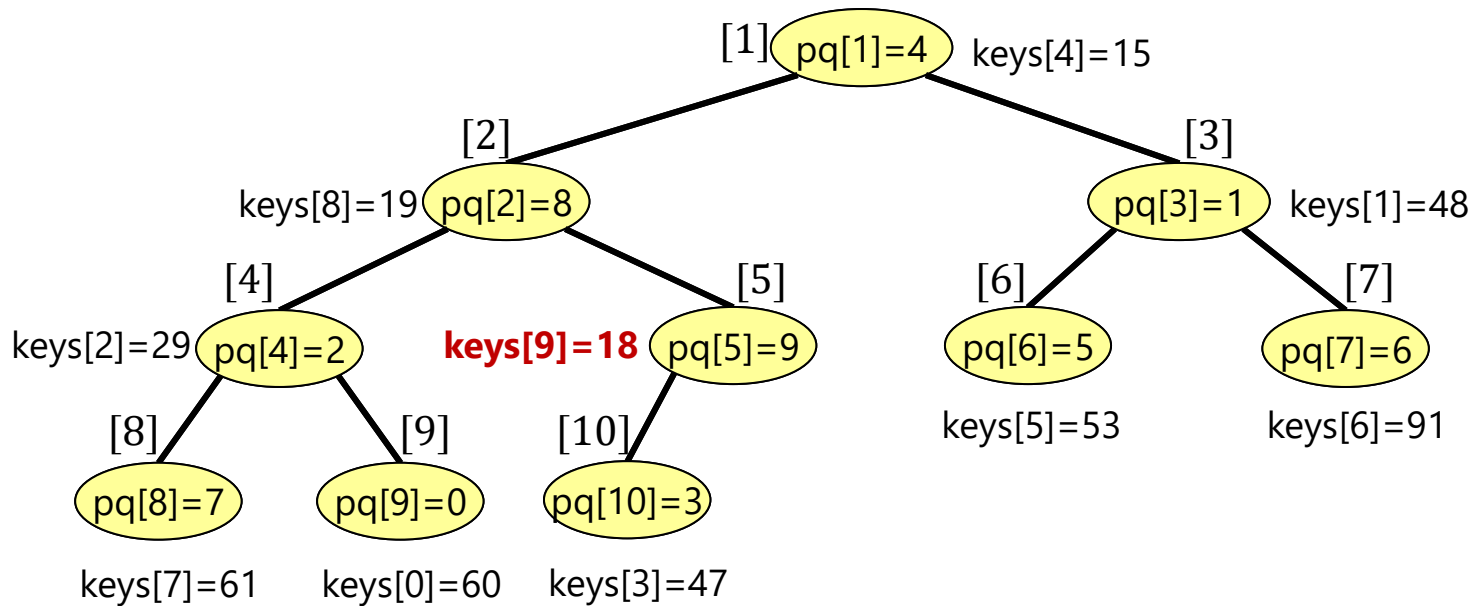 [1] pq[1]=4 keys[4]=15
[2] [3]
keys[8]=19 pq[2]=8 pq[3]=1 keys[1]=48
[4] [5] [6] [7]
keys[2]=29 pq[4]=2 keys[9]=18 pq[5]=9 pq[6]=5 pq[7]=6
[8] [9] [10] keys[5]=53 keys[6]=91
pq[8]=7 pq[9]=0 pq[10]=3
keys[7]=61 keys[0]=60 keys[3]=47